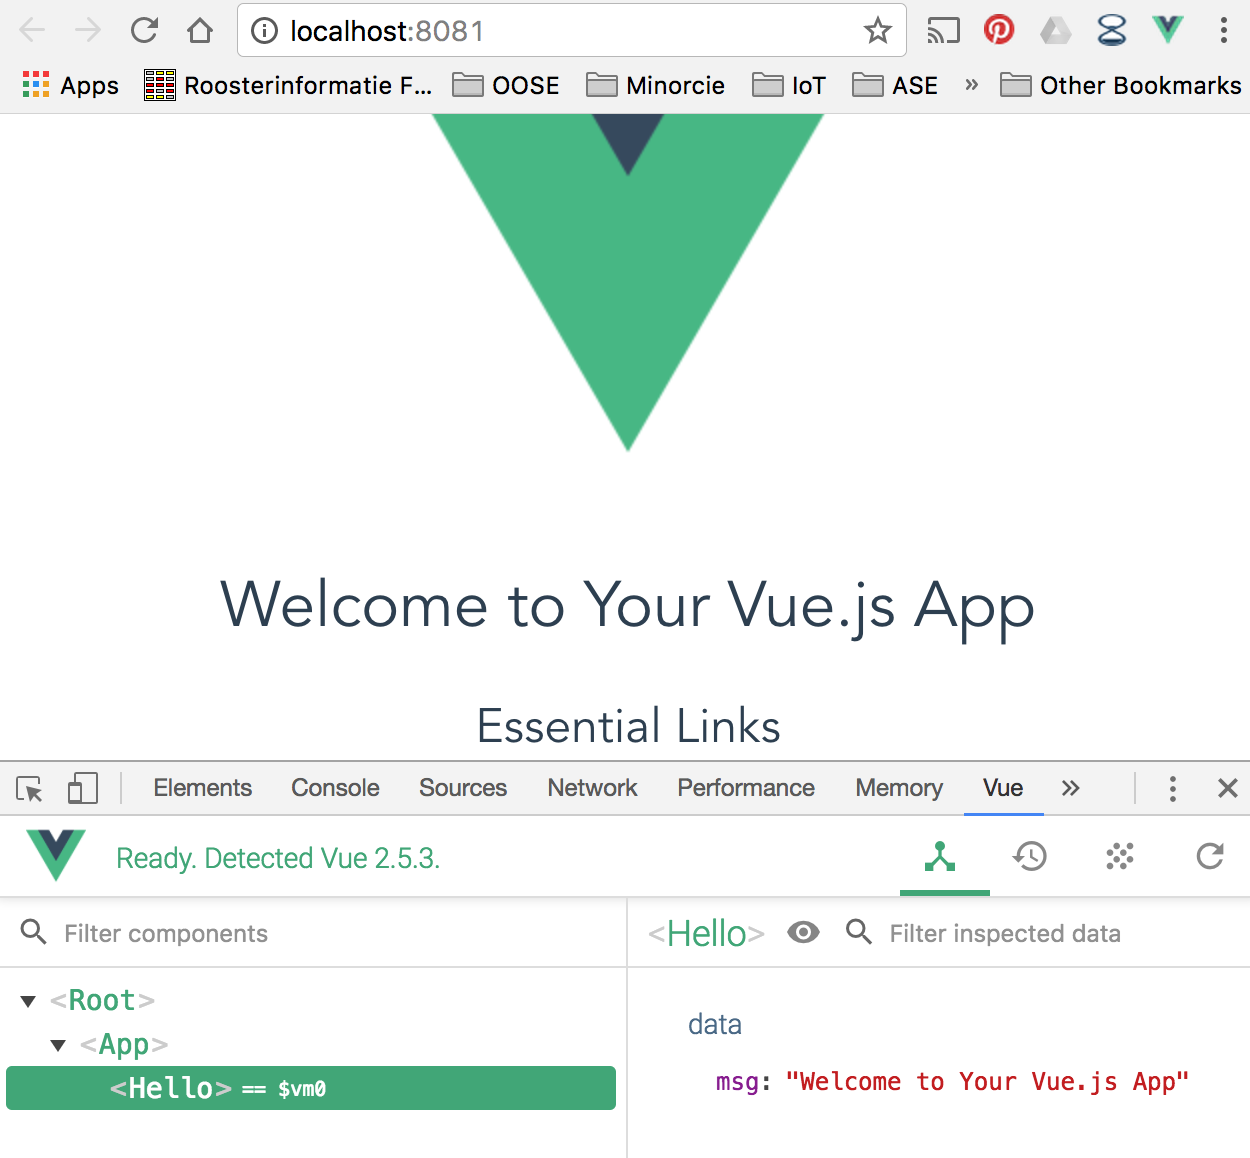 localhost:8081
Apps Roosterinformatie F... OOSE Minorcie IoT ASE » Other Bookmarks
Welcome to Your Vue.js App
Essential Links
Elements Console Sources Network Performance Memory Vue »
Ready. Detected Vue 2.5.3.
Filter components
<Hello> Filter inspected data
<Root>
<App>
<Hello> == $vm0
data
msg: "Welcome to Your Vue.js App"